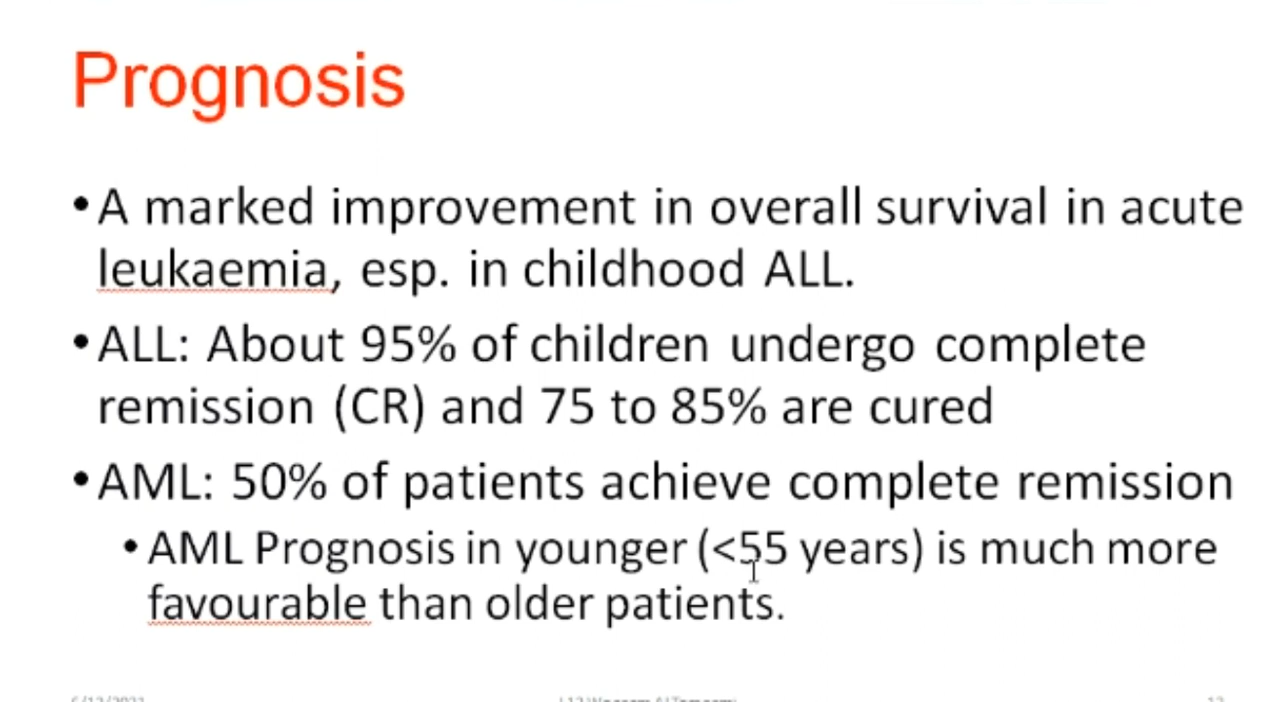 Prognosis
•A marked improvement in overall survival in acute
leukaemia, esp. in childhood ALL.
•ALL: About 95% of children undergo complete
remission (CR) and 75 to 85% are cured
•AML: 50% of patients achieve complete remission
•AML Prognosis in younger (<55 years) is much more
favourable than older patients.